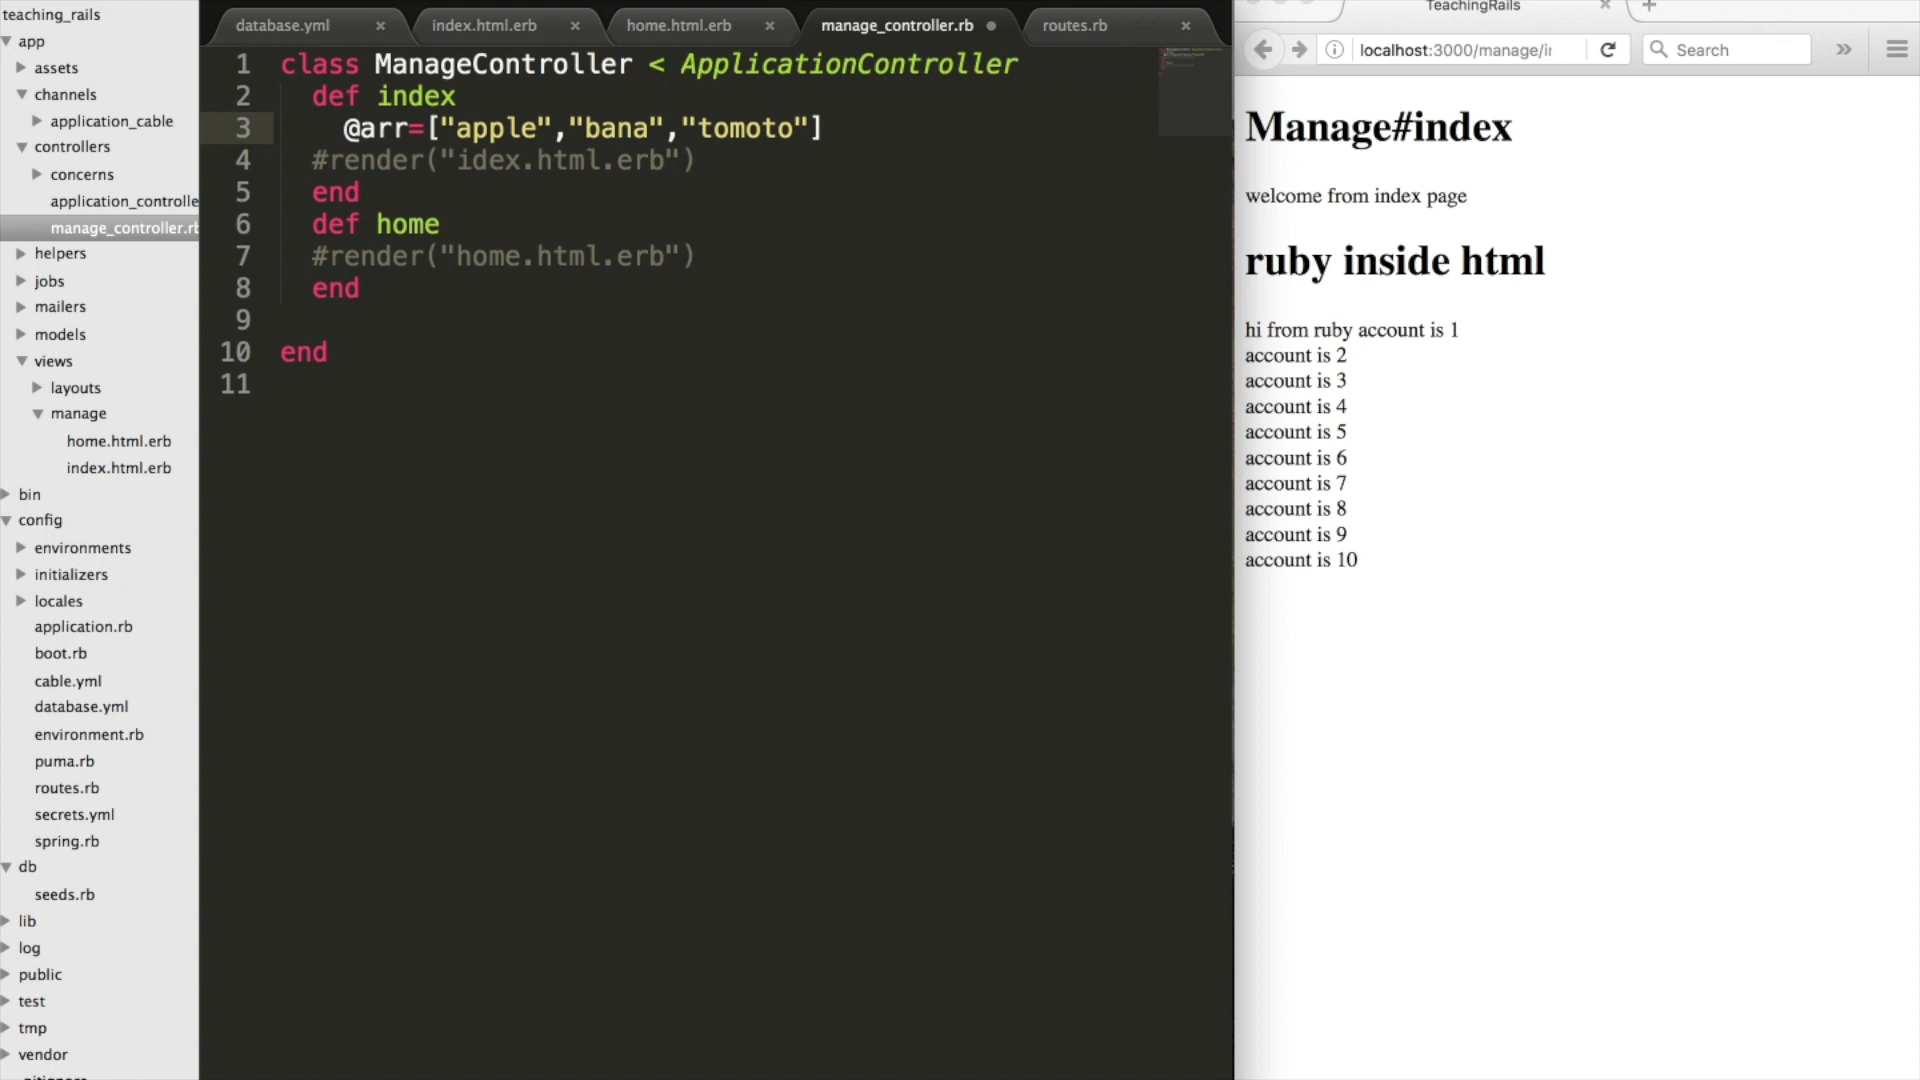 teaching_rails
app
assets
channels
application_cable
controllers
concerns
application_controlle
manage_controller.rb
helpers
jobs
mailers
models
views
layouts
manage
home.html.erb
index.html.erb
bin
config
environments
initializers
locales
application.rb
boot.rb
cable.yml
database.yml
environment.rb
puma.rb
routes.rb
secrets.yml
spring.rb
db
seeds.rb
lib
log
public
test
tmp
vendor
database.yml × index.html.erb × home.html.erb × manage_controller.rb routes.rb ×
1 class ManageController < ApplicationController
2 def index
3 @arr=["apple","bana","tomoto"]
4 #render("idex.html.erb")
5 end
6 def home
7 #render("home.html.erb")
8 end
9
10 end
11
TeachingRails × +
localhost:3000/manage/in Search »
Manage#index
welcome from index page
ruby inside html
hi from ruby account is 1
account is 2
account is 3
account is 4
account is 5
account is 6
account is 7
account is 8
account is 9
account is 10